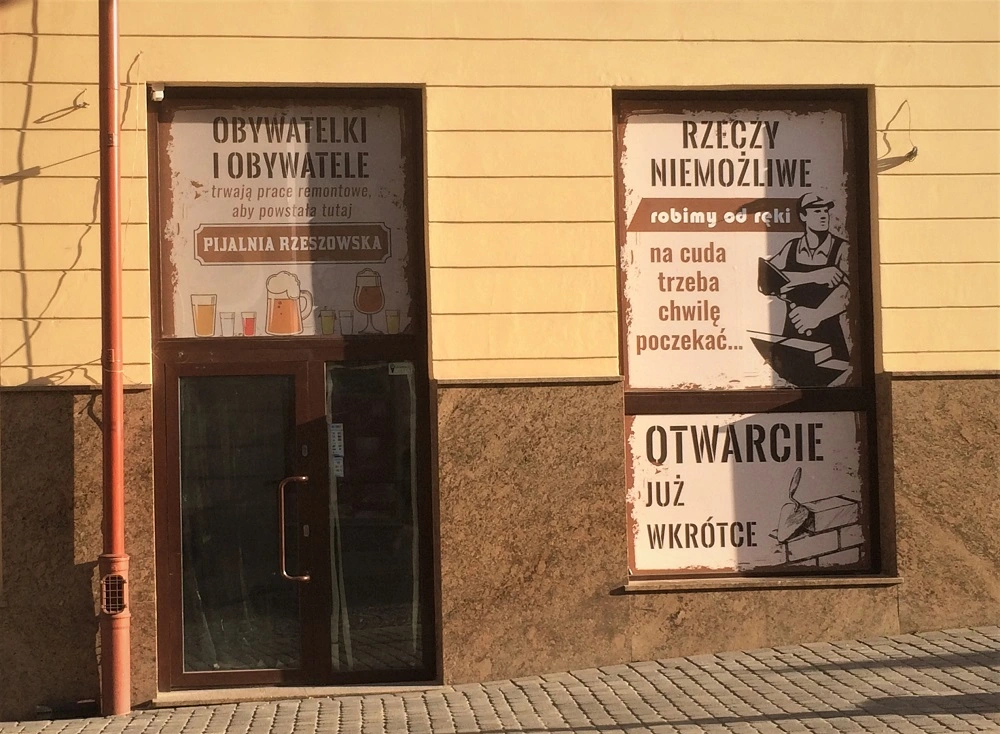 OBYWATELKI
I OBYWATELE
trwają prace remontowe,
aby powstała tutaj
PIJALNIA RZESZOWSKA
RZECZY
NIEMOŻLIWE
robimy od ręki
na cuda
trzeba
chwilę
poczekać...
OTWARCIE
JUŻ
WKRÓTCE